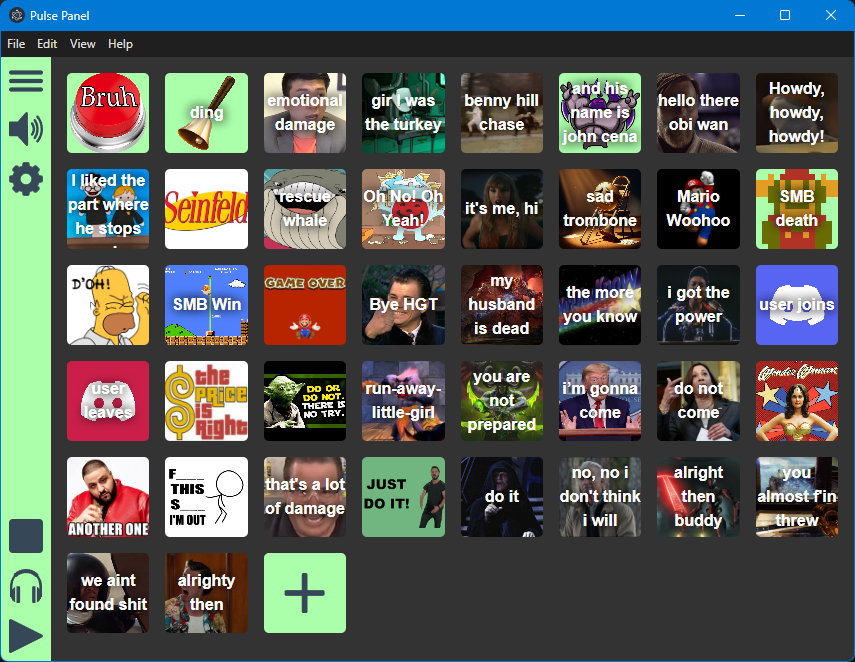 Pulse Panel
File Edit View Help
Bruh
ding
emotional
damage
girl I was
the turkey
benny hill
chase
and his
name is
john cena
hello there
obi wan
Howdy,
howdy,
howdy!
I liked the
part where
he stops'
Seinfeld
rescue
whale
Oh No! Oh
Yeah!
it's me, hi
sad
trombone
Mario
Woohoo
SMB
death
D'OH!
SMB Win
GAME OVER
Bye HGT
my
husband
is dead
the more
you know
i got the
power
user joins
user
leaves
the
PRICE
is
Right
DO OR
DO NOT.
THERE IS
NO TRY.
run-away-
little-girl
you are
not
prepared
i'm gonna
come
do not
come
Wonder Woman
ANOTHER ONE
F____
THIS
S____
I'M OUT
that's a lot
of damage
JUST
DO IT!
do it
no, no i
don't think
i will
alright
then
buddy
you
almost f'in
threw
we aint
found shit
alrighty
then